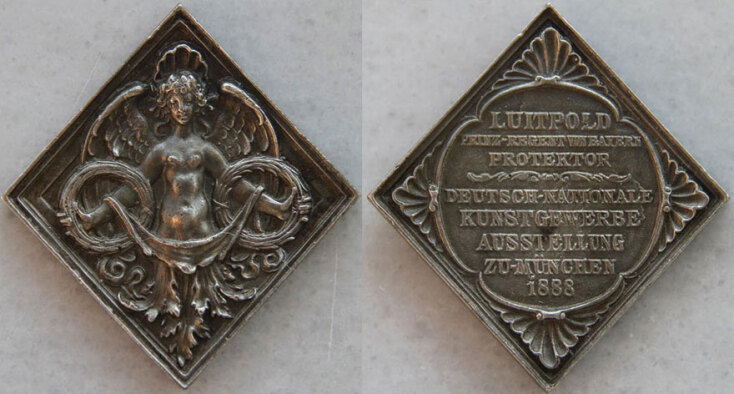 LUITPOLD
PRINZ-REGENT VON BAYERN
PROTEKTOR
DEUTSCH-NATIONALE
KUNSTGEWERBE
AUSSTELLUNG
ZU-MÜNCHEN
1888